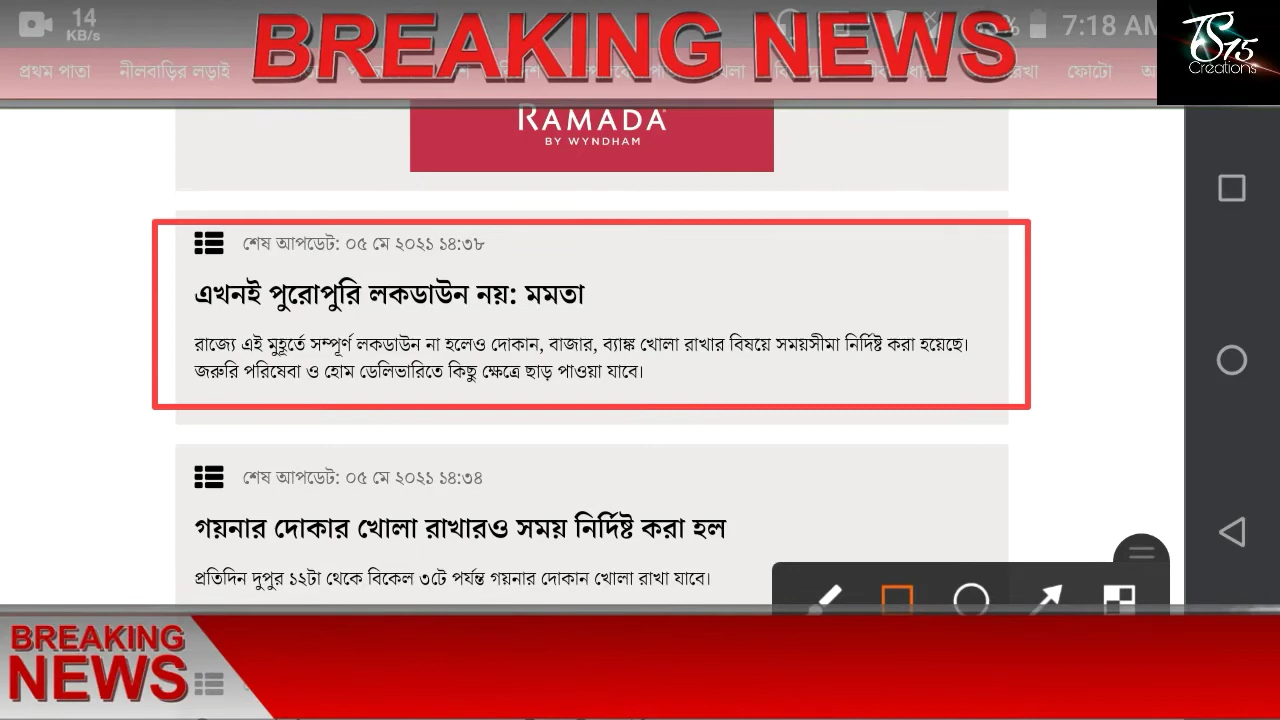 14
KB/s
BREAKING NEWS
7:18 AM
TS75
Creations
প্রথম পাতা নীলবাড়ির লড়াই
ফোটো
RAMADA
BY WYNDHAM
শেষ আপডেট: ০৫ মে ২০২১ ১৪:৩৮
এখনই পুরোপুরি লকডাউন নয়: মমতা
রাজ্যে এই মুহূর্তে সম্পূর্ণ লকডাউন না হলেও দোকান, বাজার, ব্যাঙ্ক খোলা রাখার বিষয়ে সময়সীমা নির্দিষ্ট করা হয়েছে।
জরুরি পরিষেবা ও হোম ডেলিভারিতে কিছু ক্ষেত্রে ছাড় পাওয়া যাবে।
শেষ আপডেট: ০৫ মে ২০২১ ১৪:৩৪
গয়নার দোকার খোলা রাখারও সময় নির্দিষ্ট করা হল
প্রতিদিন দুপুর ১২টা থেকে বিকেল ৩টে পর্যন্ত গয়নার দোকান খোলা রাখা যাবে।
BREAKING
NEWS